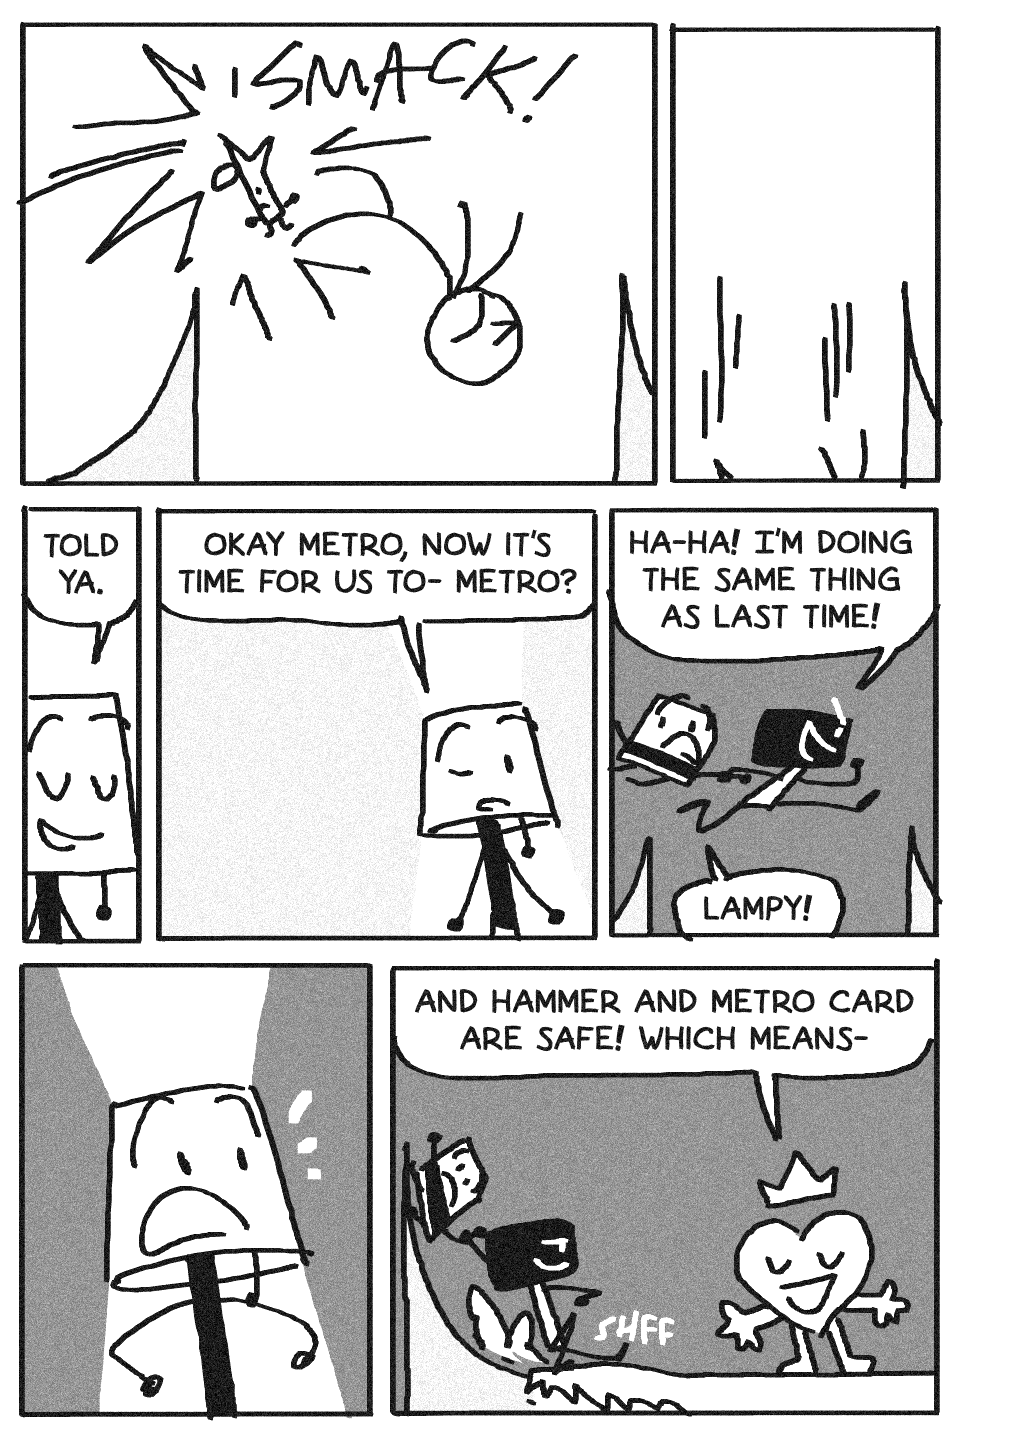 SMACK!
TOLD
YA.
OKAY METRO, NOW IT'S
TIME FOR US TO- METRO?
HA-HA! I'M DOING
THE SAME THING
AS LAST TIME!
LAMPY!
AND HAMMER AND METRO CARD
ARE SAFE! WHICH MEANS-
SHFF